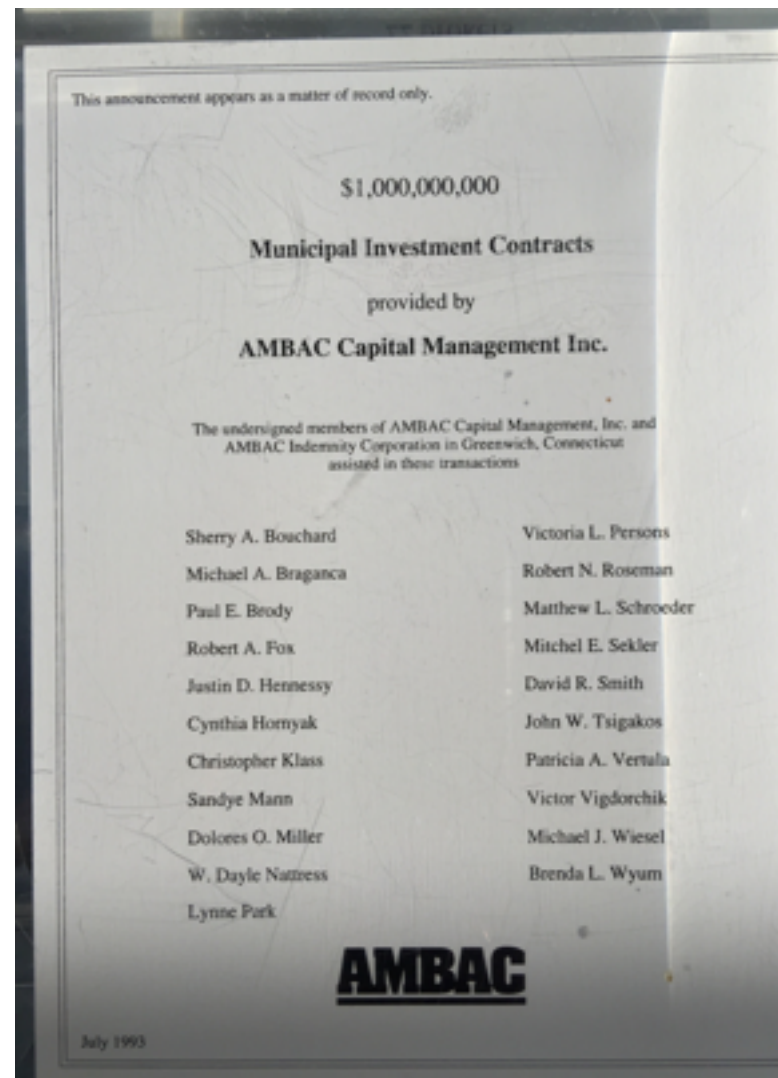 This announcement appears as a matter of record only.
$1,000,000,000
Municipal Investment Contracts
provided by
AMBAC Capital Management Inc.
The undersigned members of AMBAC Capital Management, Inc. and
AMBAC Indemnity Corporation in Greenwich, Connecticut
assisted in these transactions
Sherry A. Bouchard
Michael A. Braganca
Paul E. Brody
Robert A. Fox
Justin D. Hennessy
Cynthia Hornyak
Christopher Klass
Sandye Mann
Dolores O. Miller
W. Dayle Nattress
Lynne Park
Victoria L. Persons
Robert N. Roseman
Matthew L. Schroeder
Mitchel E. Sekler
David R. Smith
John W. Tsigakos
Patricia A. Vertula
Victor Vigdorchik
Michael J. Wiesel
Brenda L. Wyum
AMBAC
July 1993